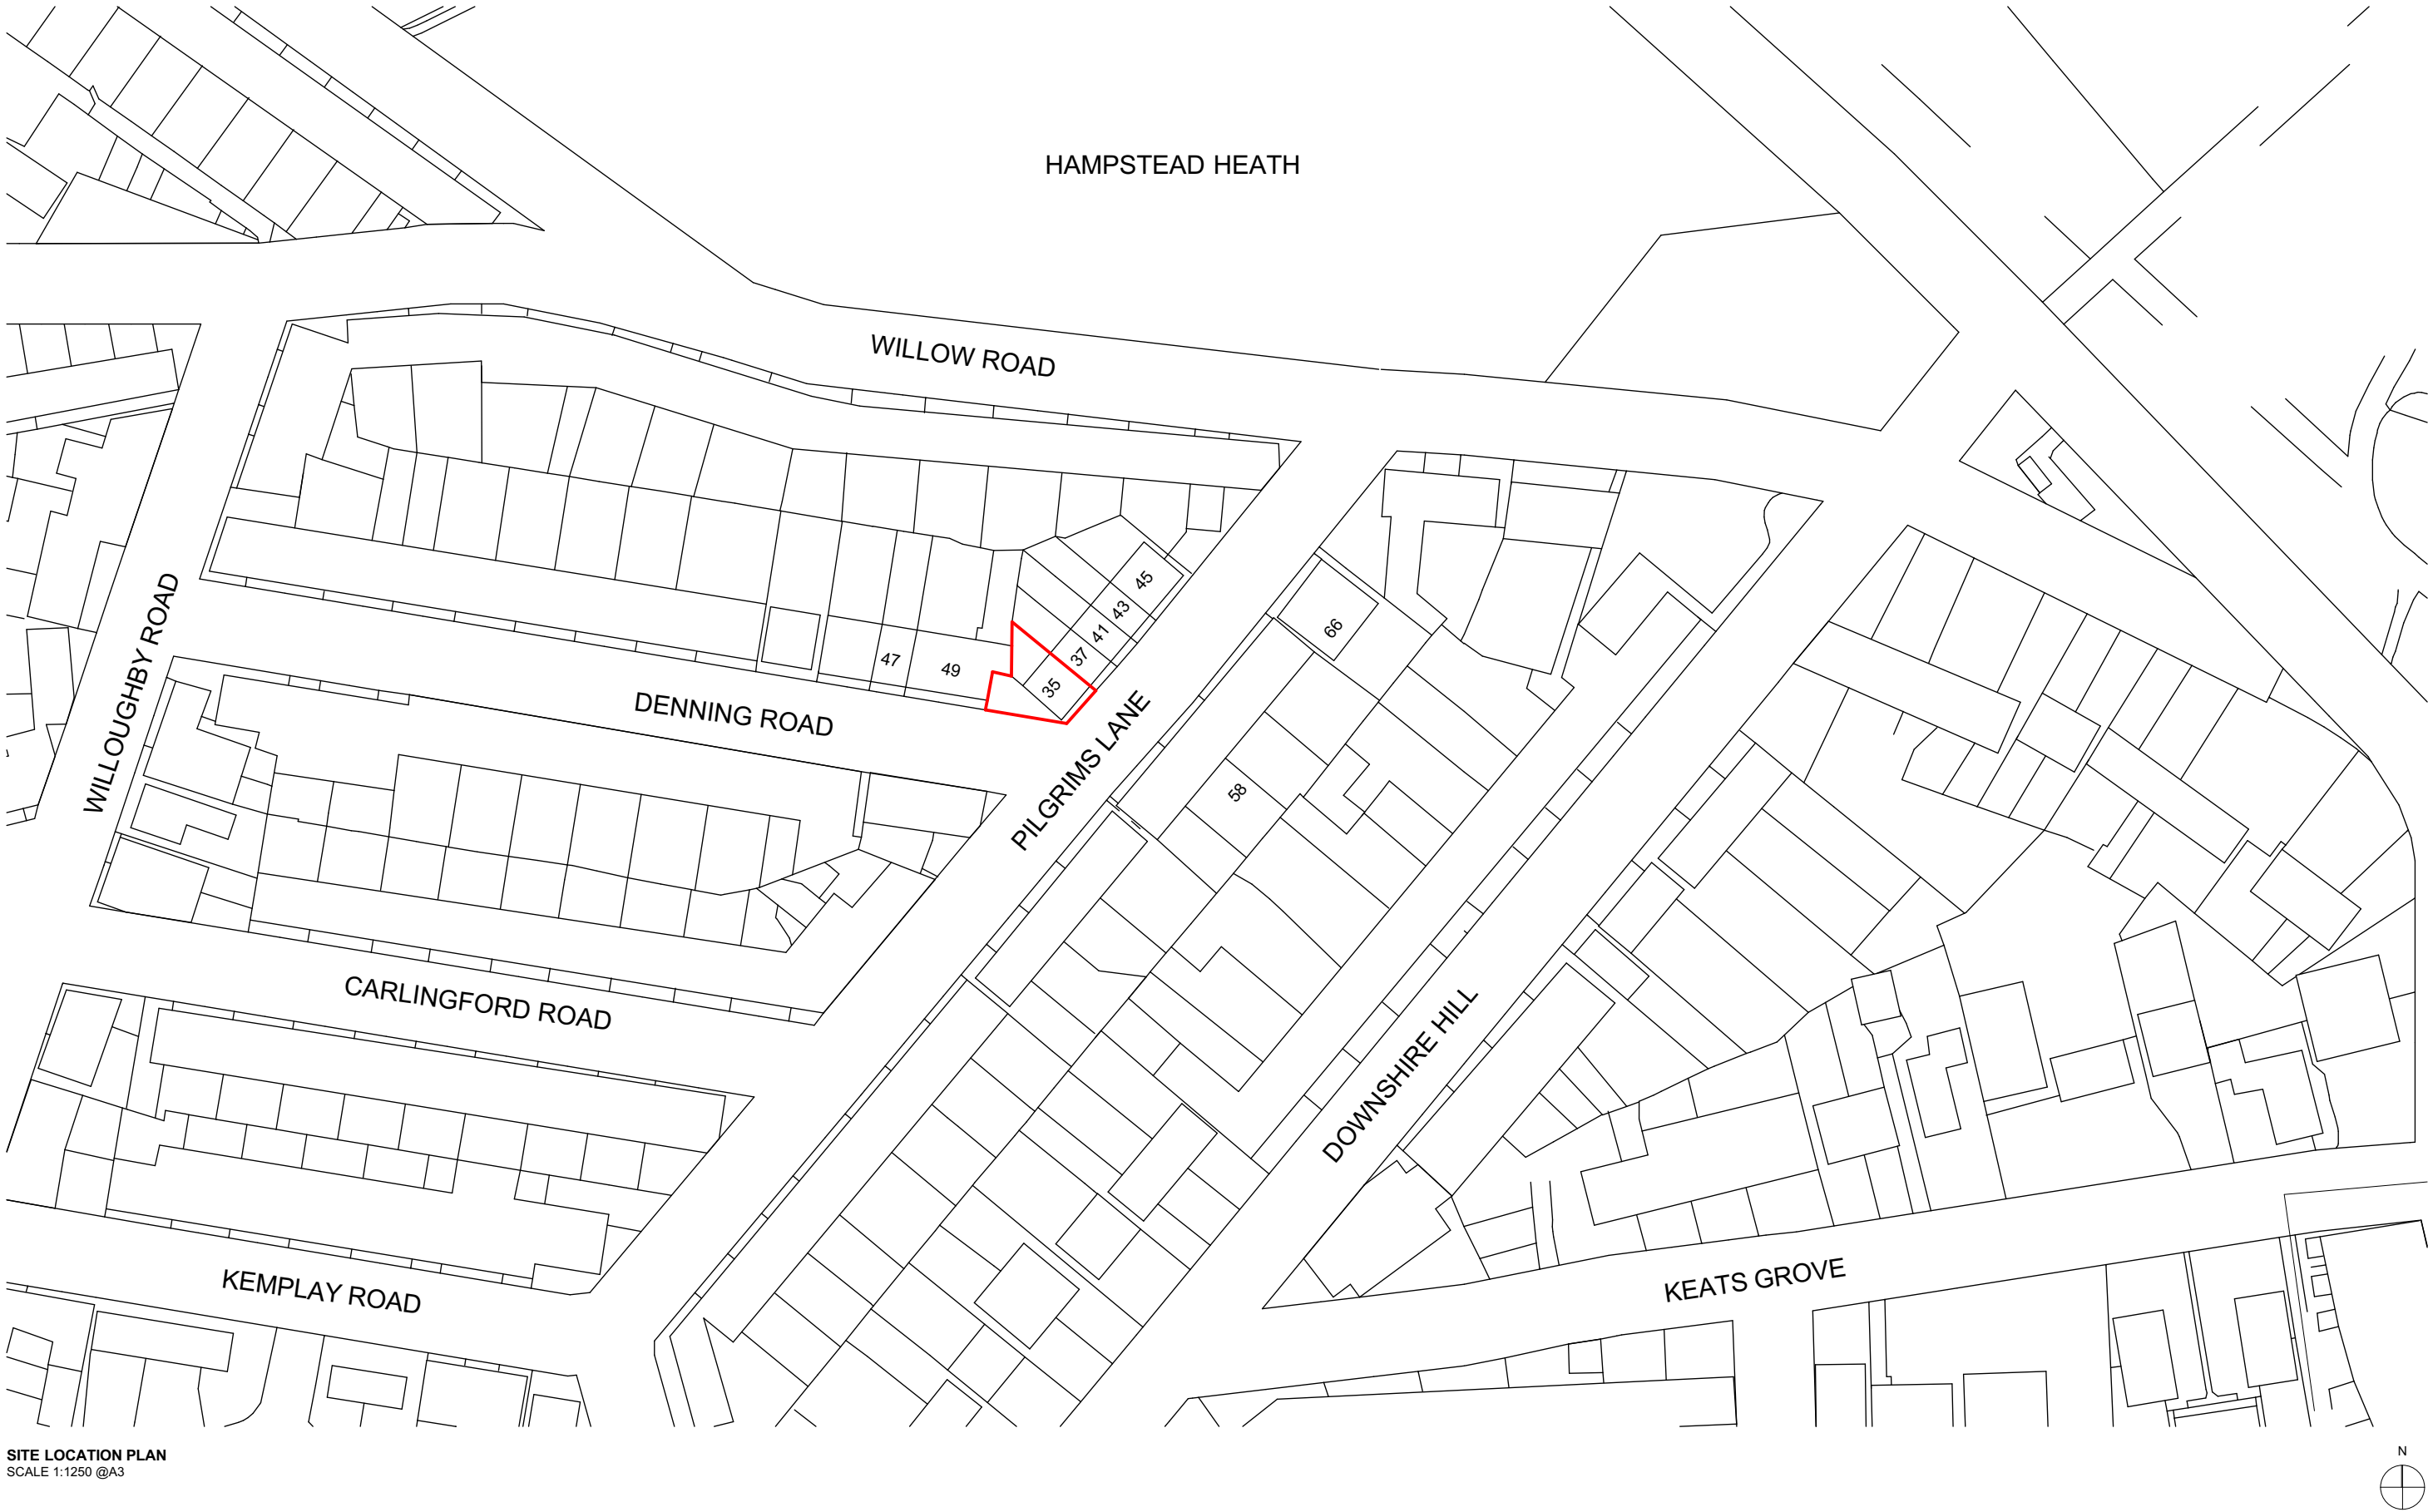 HAMPSTEAD HEATH
WILLOW ROAD
45
43
41
37
35
47
49
66
58
WILLOUGHBY ROAD
DENNING ROAD
PILGRIMS LANE
CARLINGFORD ROAD
DOWNSHIRE HILL
KEMPLAY ROAD
KEATS GROVE
SITE LOCATION PLAN
SCALE 1:1250 @A3
N